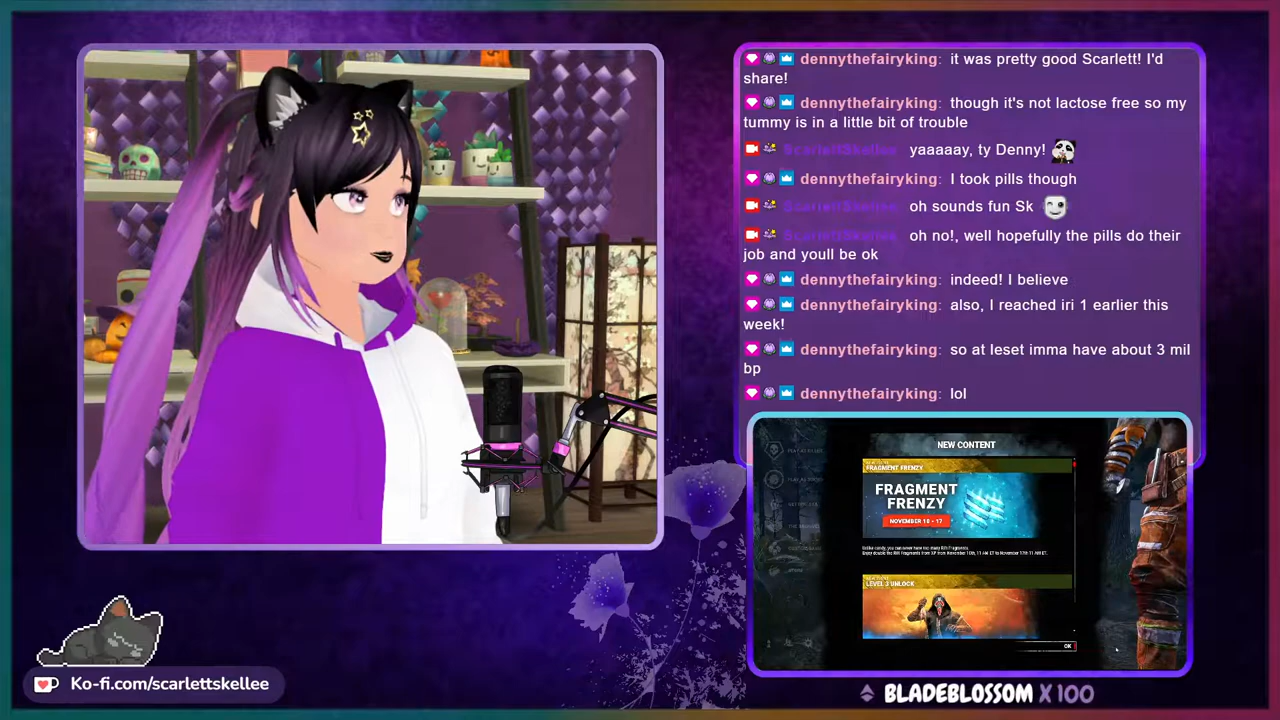 dennythefairyking: it was pretty good Scarlett! I'd
share!
dennythefairyking: though it's not lactose free so my
tummy is in a little bit of trouble
ScarlettSkellee yaaaaay, ty Denny!
dennythefairyking: I took pills though
ScarlettSkellee oh sounds fun Sk
ScarlettSkellee oh no!, well hopefully the pills do their
job and youll be ok
dennythefairyking: indeed! I believe
dennythefairyking: also, I reached iri 1 earlier this
week!
dennythefairyking: so at leset imma have about 3 mil
bp
dennythefairyking: lol
NEW CONTENT
FRAGMENT FRENZY
FRAGMENT
FRENZY
NOVEMBER 10 - 17
LEVEL 3 UNLOCK
OK
Ko-fi.com/scarlettskellee
BLADEBLOSSOM X 100